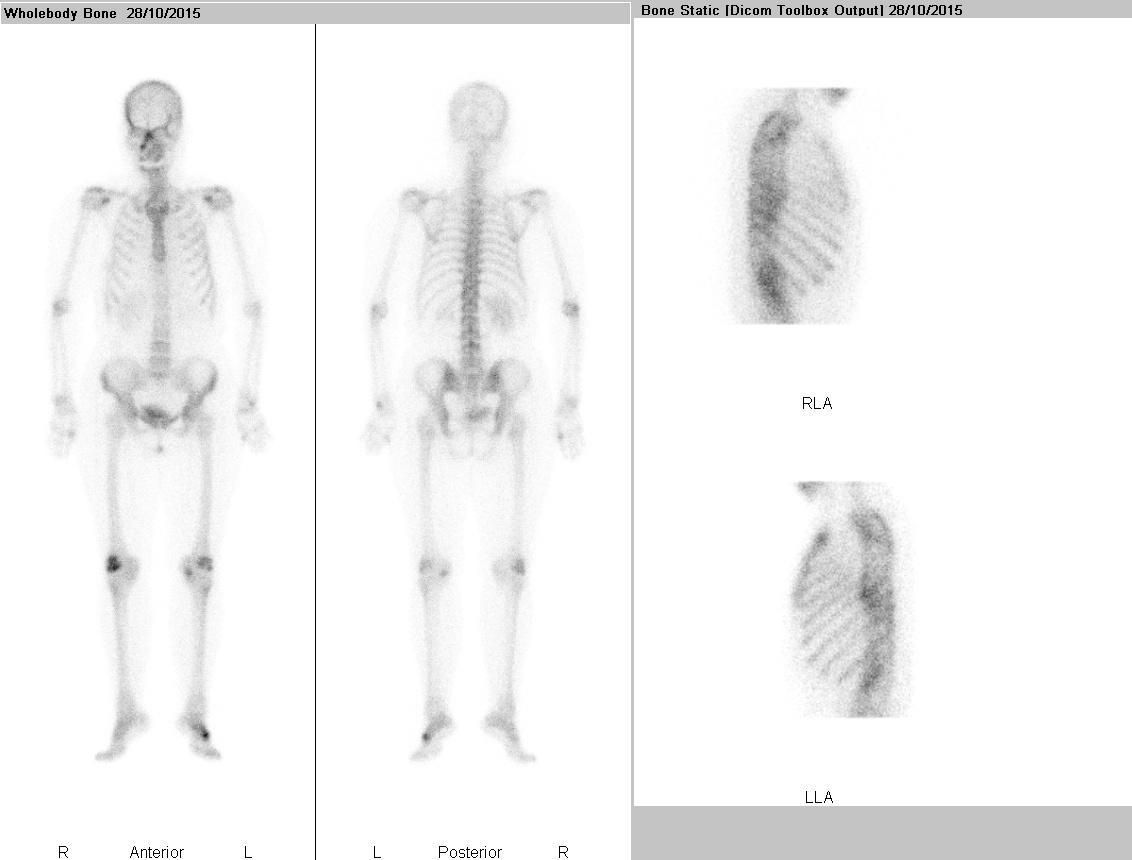 Wholebody Bone 28/10/2015
R Anterior L
L Posterior R
Bone Static [Dicom Toolbox Output] 28/10/2015
RLA
LLA